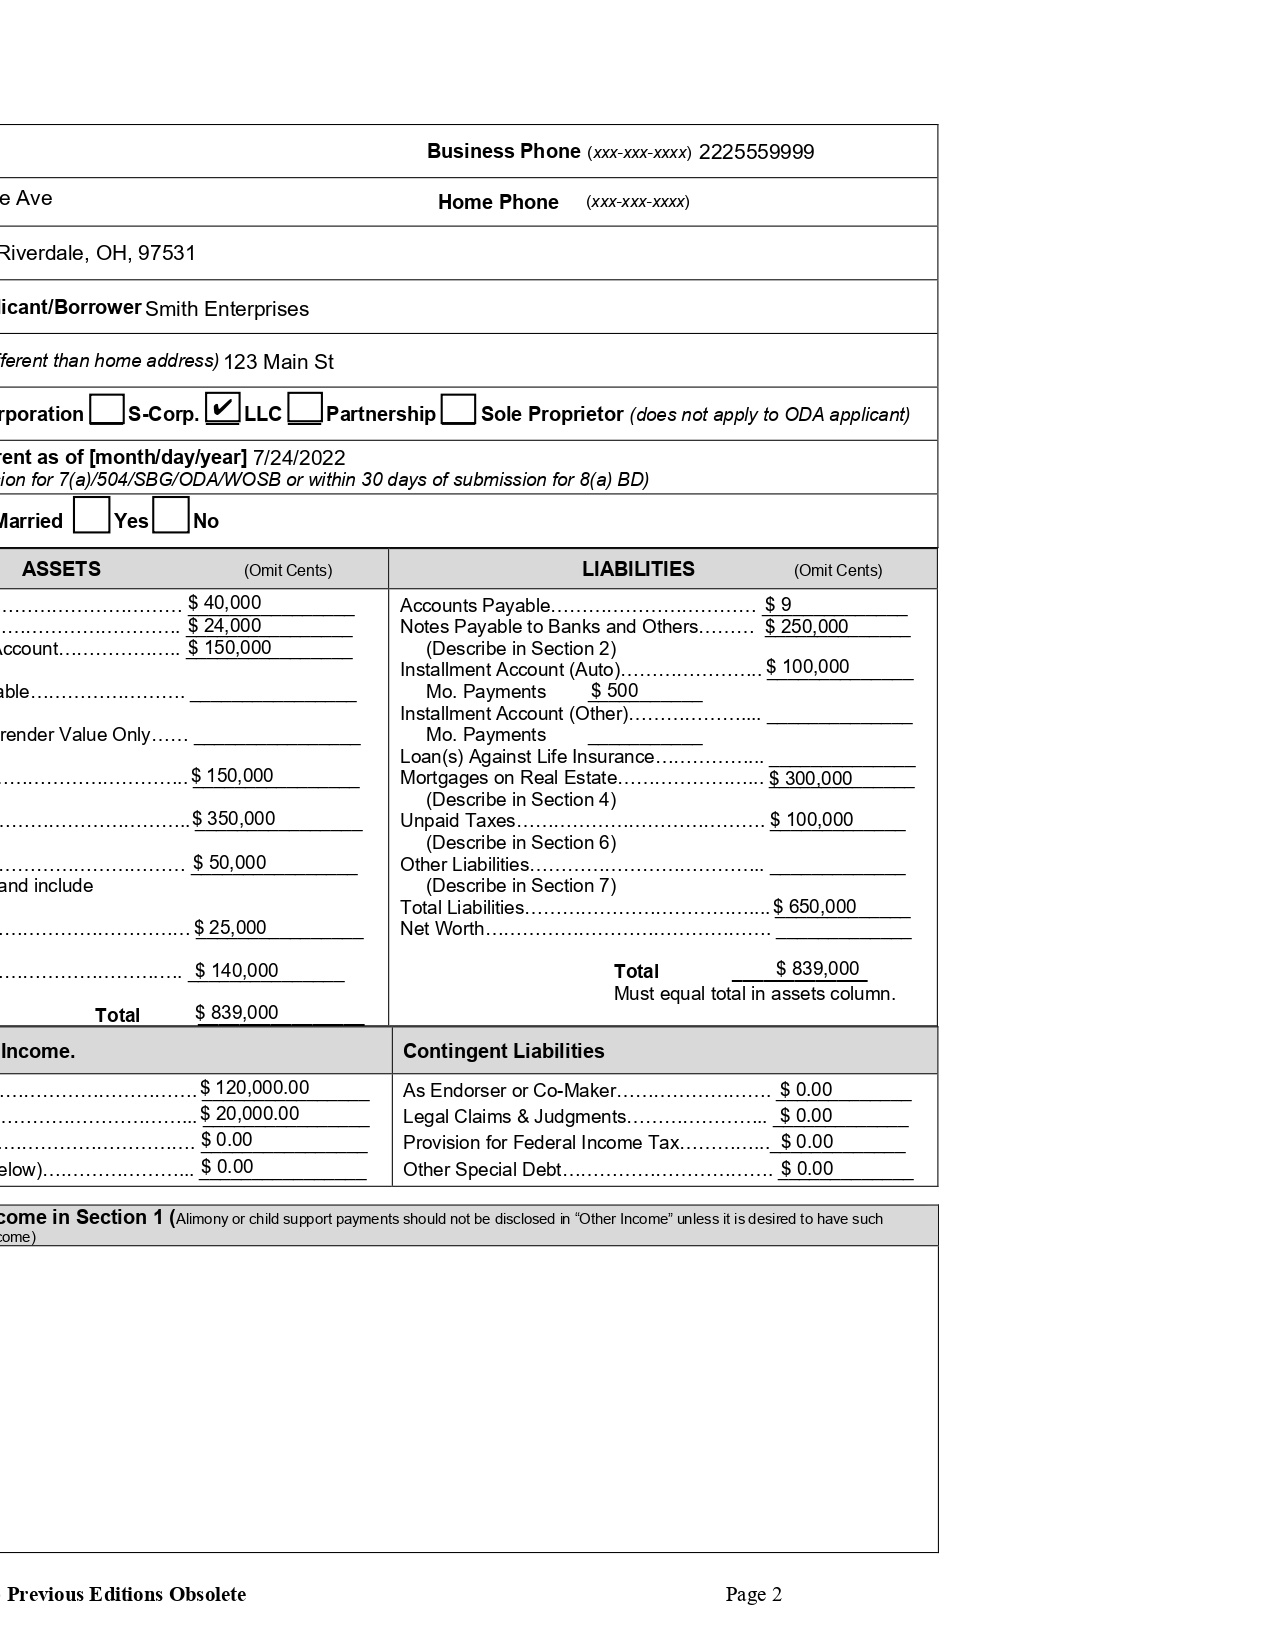 Business Phone (xxx-xxx-xxxx) 2225559999
e Ave
Home Phone (xxx-xxx-xxxx)
Riverdale, OH, 97531
licant/Borrower Smith Enterprises
fferent than home address) 123 Main St
rporation S-Corp. ✔ LLC Partnership Sole Proprietor (does not apply to ODA applicant)
rent as of [month/day/year] 7/24/2022
sion for 7(a)/504/SBG/ODA/WOSB or within 30 days of submission for 8(a) BD)
Married Yes No
ASSETS (Omit Cents)
$ 40,000
$ 24,000
Account $ 150,000
able
render Value Only
$ 150,000
$ 350,000
$ 50,000
and include
$ 25,000
$ 140,000
Total $ 839,000
LIABILITIES (Omit Cents)
Accounts Payable $ 9
Notes Payable to Banks and Others $ 250,000
(Describe in Section 2)
Installment Account (Auto) $ 100,000
Mo. Payments $ 500
Installment Account (Other)
Mo. Payments
Loan(s) Against Life Insurance
Mortgages on Real Estate $ 300,000
(Describe in Section 4)
Unpaid Taxes $ 100,000
(Describe in Section 6)
Other Liabilities
(Describe in Section 7)
Total Liabilities $ 650,000
Net Worth
Total $ 839,000
Must equal total in assets column.
Income.
$ 120,000.00
$ 20,000.00
$ 0.00
elow) $ 0.00
Contingent Liabilities
As Endorser or Co-Maker $ 0.00
Legal Claims & Judgments $ 0.00
Provision for Federal Income Tax $ 0.00
Other Special Debt $ 0.00
come in Section 1 (Alimony or child support payments should not be disclosed in “Other Income” unless it is desired to have such
come)
Previous Editions Obsolete
Page 2